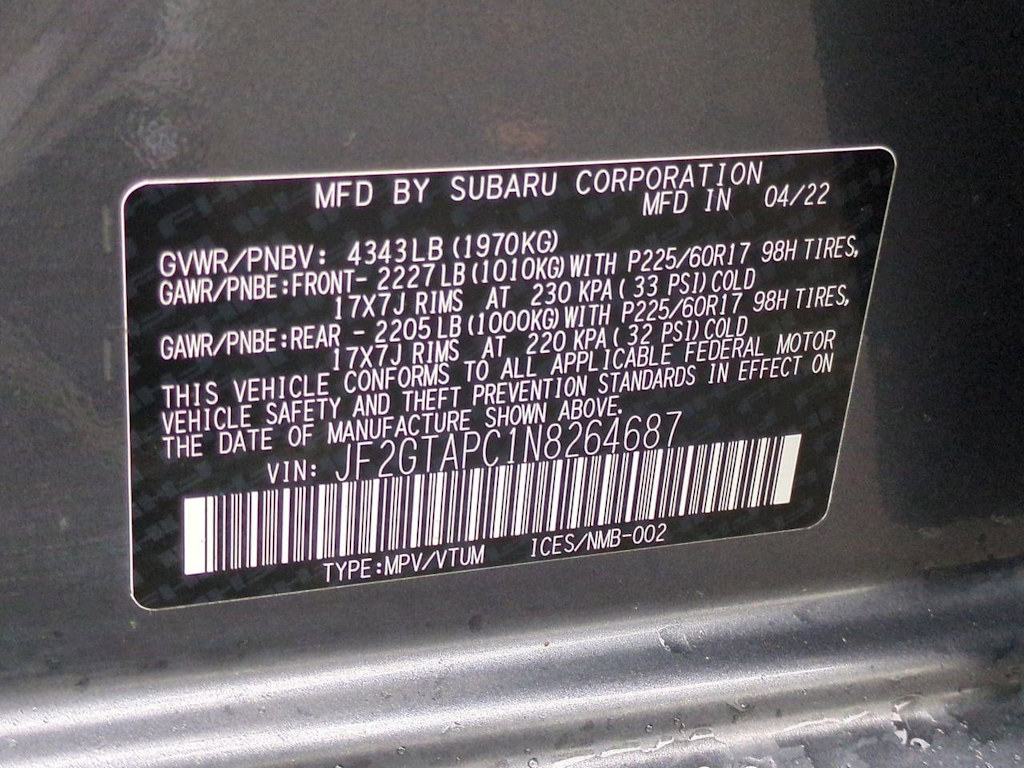 MFD BY SUBARU CORPORATION
MFD IN 04/22
GVWR/PNBV: 4343LB (1970KG)
GAWR/PNBE:FRONT- 2227LB (1010KG) WITH P225/60R17 98H TIRES,
17X7J RIMS AT 230 KPA ( 33 PSI) COLD
GAWR/PNBE:REAR - 2205LB (1000KG) WITH P225/60R17 98H TIRES,
17X7J RIMS AT 220 KPA ( 32 PSI) COLD
THIS VEHICLE CONFORMS TO ALL APPLICABLE FEDERAL MOTOR
VEHICLE SAFETY AND THEFT PREVENTION STANDARDS IN EFFECT ON
THE DATE OF MANUFACTURE SHOWN ABOVE.
VIN: JF2GTAPC1N8264687
TYPE:MPV/VTUM ICES/NMB-002